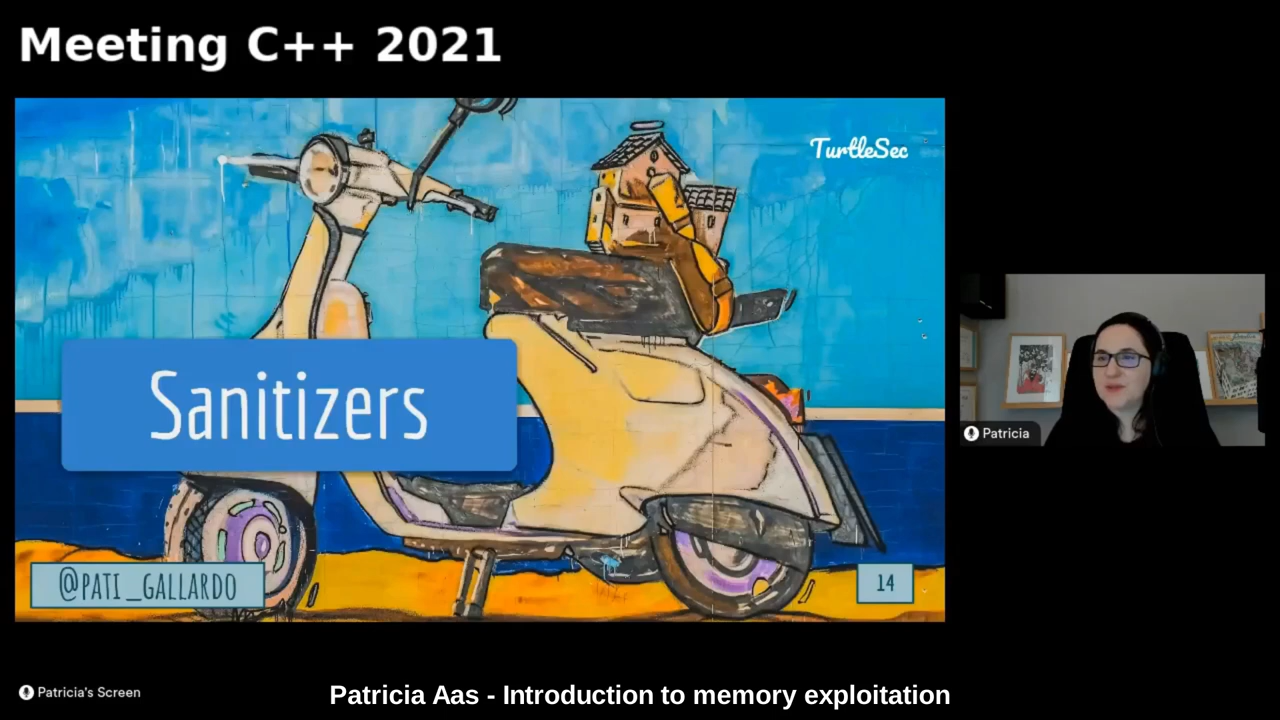 Meeting C++ 2021
TurtleSec
Sanitizers
@PATI_GALLARDO
14
Patricia
Patricia's Screen
Patricia Aas - Introduction to memory exploitation